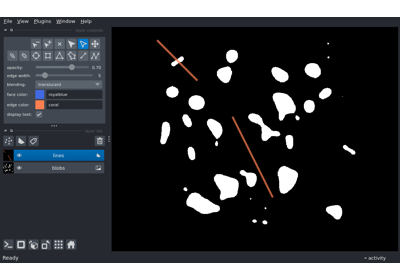 File View Plugins Window Help
opacity: 0.70
edge width: 5
blending: translucent
face color: royalblue
edge color: coral
display text:
lines
blobs
Ready
activity